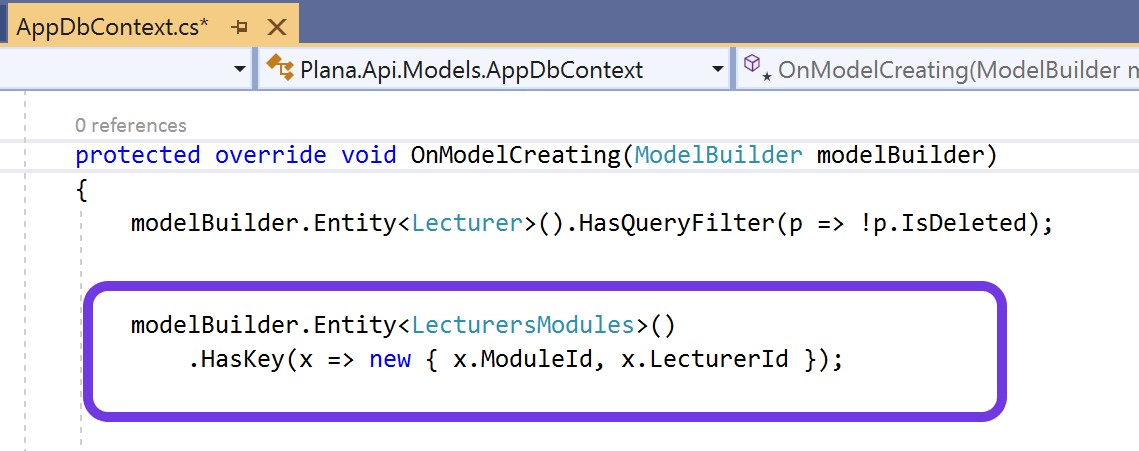 AppDbContext.cs*
Plana.Api.Models.AppDbContext
OnModelCreating(ModelBuilder m
0 references
protected override void OnModelCreating(ModelBuilder modelBuilder)
{
modelBuilder.Entity<Lecturer>().HasQueryFilter(p => !p.IsDeleted);
modelBuilder.Entity<LecturersModules>()
.HasKey(x => new { x.ModuleId, x.LecturerId });